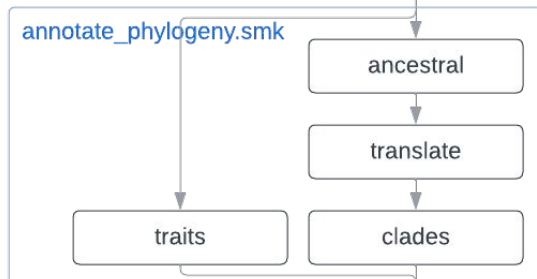 annotate_phylogeny.smk
ancestral
translate
traits
clades